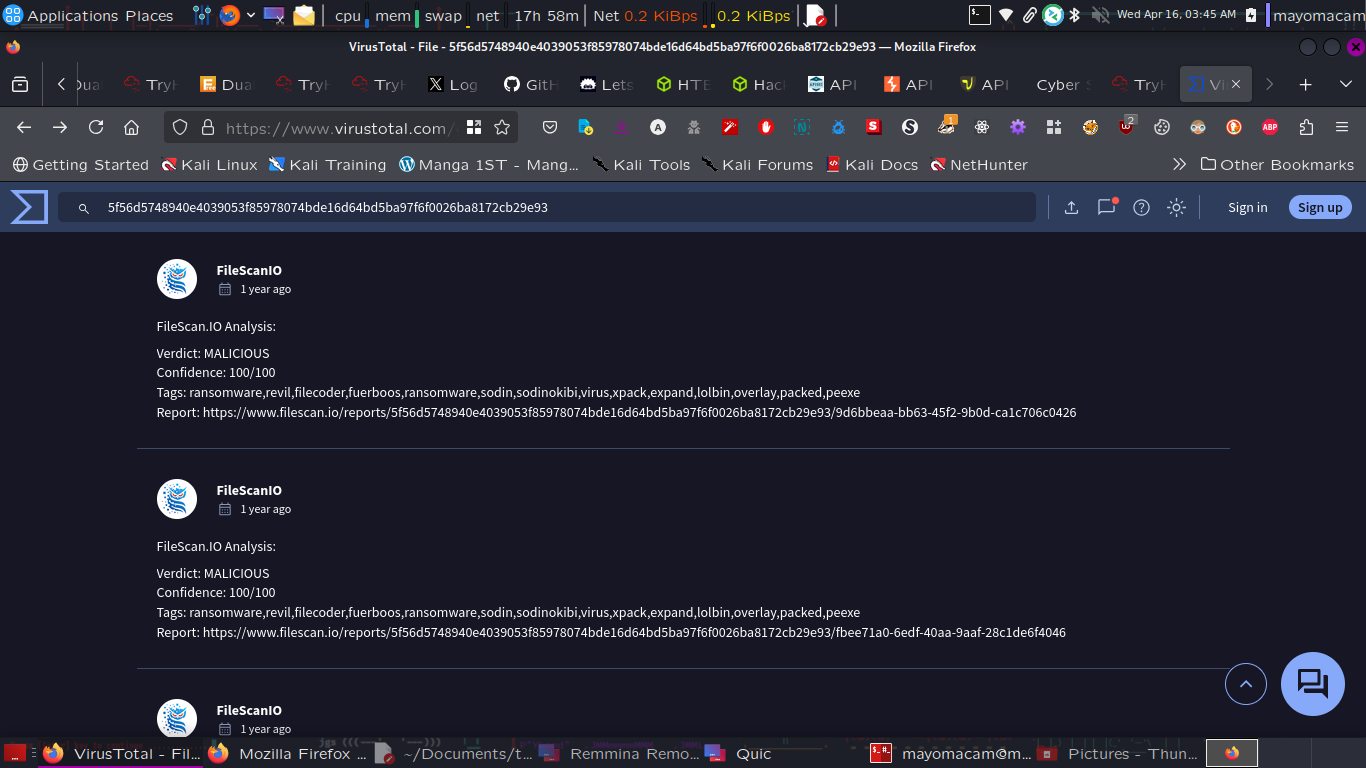 Applications Places cpu mem swap net 17h 58m Net 0.2 KiBps 0.2 KiBps Wed Apr 16, 03:45 AM mayomacam
VirusTotal - File - 5f56d5748940e4039053f85978074bde16d64bd5ba97f6f0026ba8172cb29e93 — Mozilla Firefox
Dua TryH Dua TryH TryH Log GitH Lets HTB Hac API API API Cyber TryH Vi
https://www.virustotal.com/ A S 1 2 ABP
Getting Started Kali Linux Kali Training Manga 1ST - Mang... Kali Tools Kali Forums Kali Docs NetHunter Other Bookmarks
5f56d5748940e4039053f85978074bde16d64bd5ba97f6f0026ba8172cb29e93 Sign in Sign up
FileScanIO
1 year ago
FileScan.IO Analysis:
Verdict: MALICIOUS
Confidence: 100/100
Tags: ransomware,revil,filecoder,fuerboos,ransomware,sodin,sodinokibi,virus,xpack,expand,lolbin,overlay,packed,peexe
Report: https://www.filescan.io/reports/5f56d5748940e4039053f85978074bde16d64bd5ba97f6f0026ba8172cb29e93/9d6bbeaa-bb63-45f2-9b0d-ca1c706c0426
FileScanIO
1 year ago
FileScan.IO Analysis:
Verdict: MALICIOUS
Confidence: 100/100
Tags: ransomware,revil,filecoder,fuerboos,ransomware,sodin,sodinokibi,virus,xpack,expand,lolbin,overlay,packed,peexe
Report: https://www.filescan.io/reports/5f56d5748940e4039053f85978074bde16d64bd5ba97f6f0026ba8172cb29e93/fbee71a0-6edf-40aa-9aaf-28c1de6f4046
FileScanIO
1 year ago
VirusTotal - Fil... Mozilla Firefox ... ~/Documents/t... Remmina Remo... Quic mayomacam@m... Pictures - Thun...